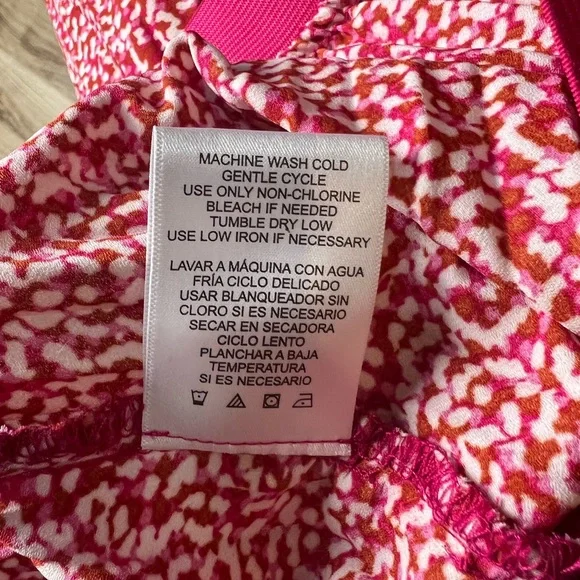 MACHINE WASH COLD
GENTLE CYCLE
USE ONLY NON-CHLORINE
BLEACH IF NEEDED
TUMBLE DRY LOW
USE LOW IRON IF NECESSARY
LAVAR A MÁQUINA CON AGUA
FRÍA CICLO DELICADO
USAR BLANQUEADOR SIN
CLORO SI ES NECESARIO
SECAR EN SECADORA
CICLO LENTO
PLANCHAR A BAJA
TEMPERATURA
SI ES NECESARIO